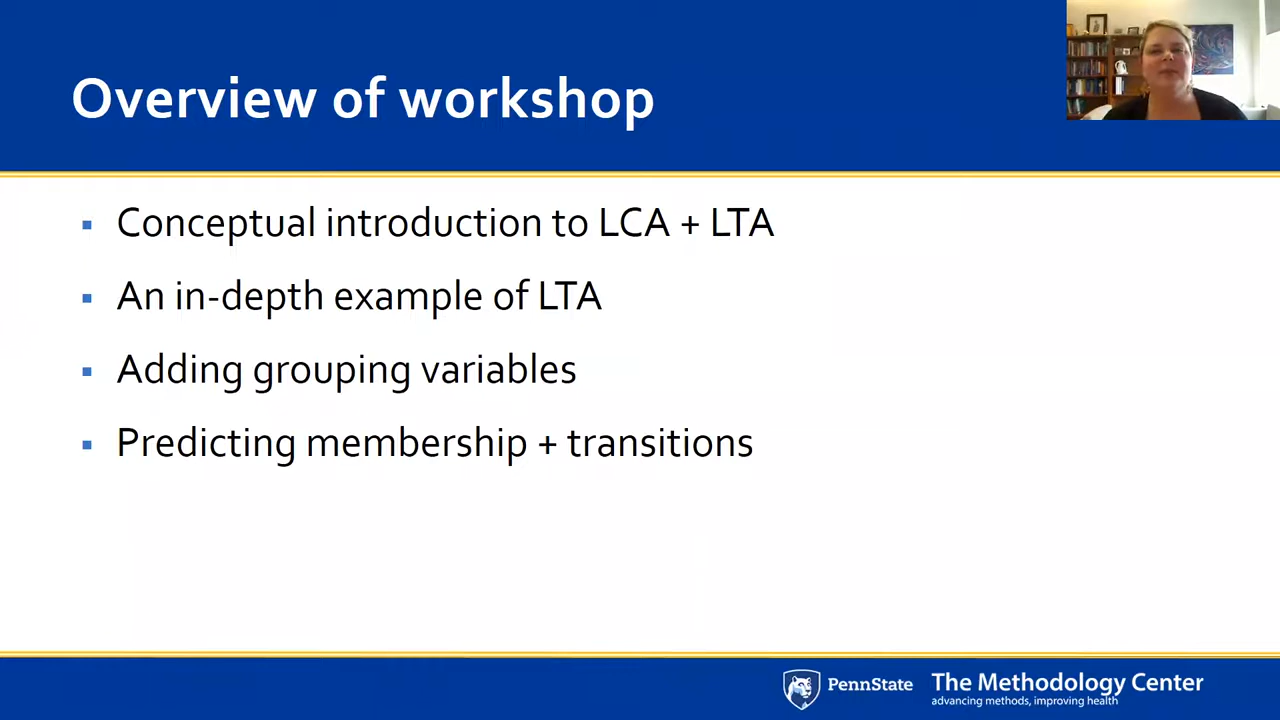 Overview of workshop
Conceptual introduction to LCA + LTA
An in-depth example of LTA
Adding grouping variables
Predicting membership + transitions
PennState
The Methodology Center
advancing methods, improving health